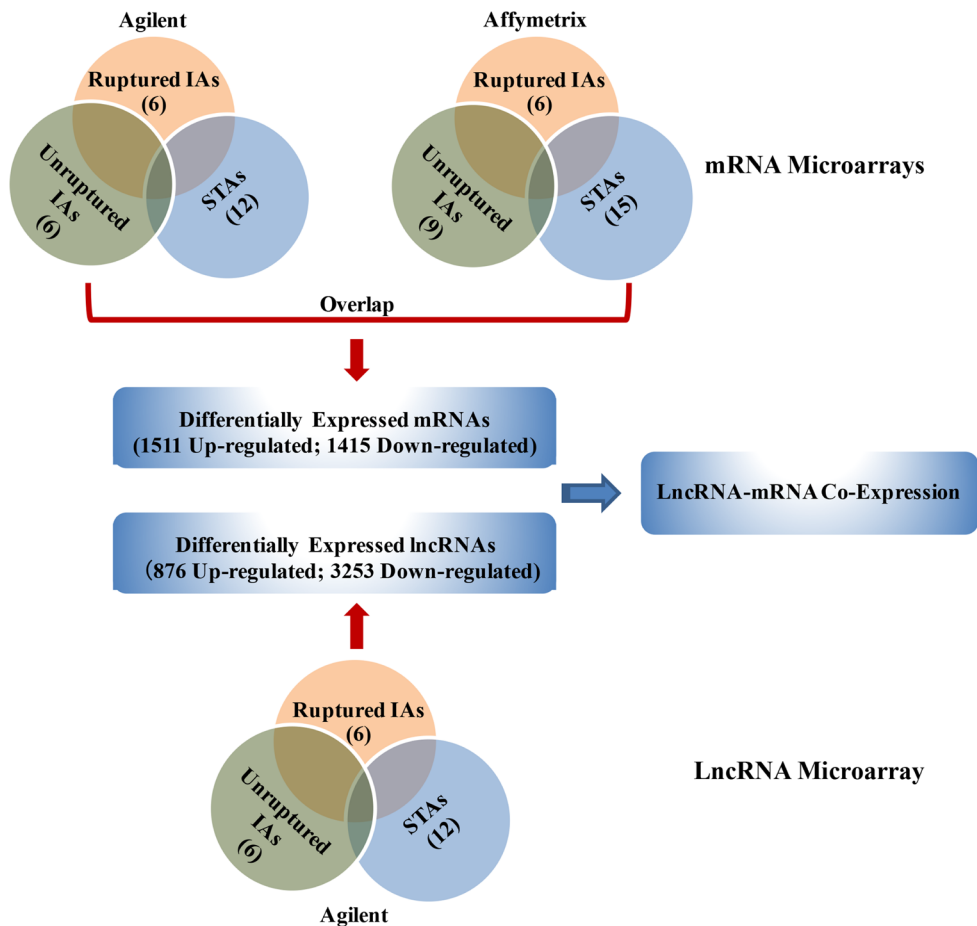 Agilent
Ruptured IAs
(6)
Unruptured
IAs
(6)
STAs
(12)
Affymetrix
Ruptured IAs
(6)
Unruptured
IAs
(9)
STAs
(15)
mRNA Microarrays
Overlap
Differentially Expressed mRNAs
(1511 Up-regulated; 1415 Down-regulated)
LncRNA-mRNA Co-Expression
Differentially Expressed lncRNAs
（876 Up-regulated; 3253 Down-regulated)
Ruptured IAs
(6)
Unruptured
IAs
(6)
STAs
(12)
LncRNA Microarray
Agilent